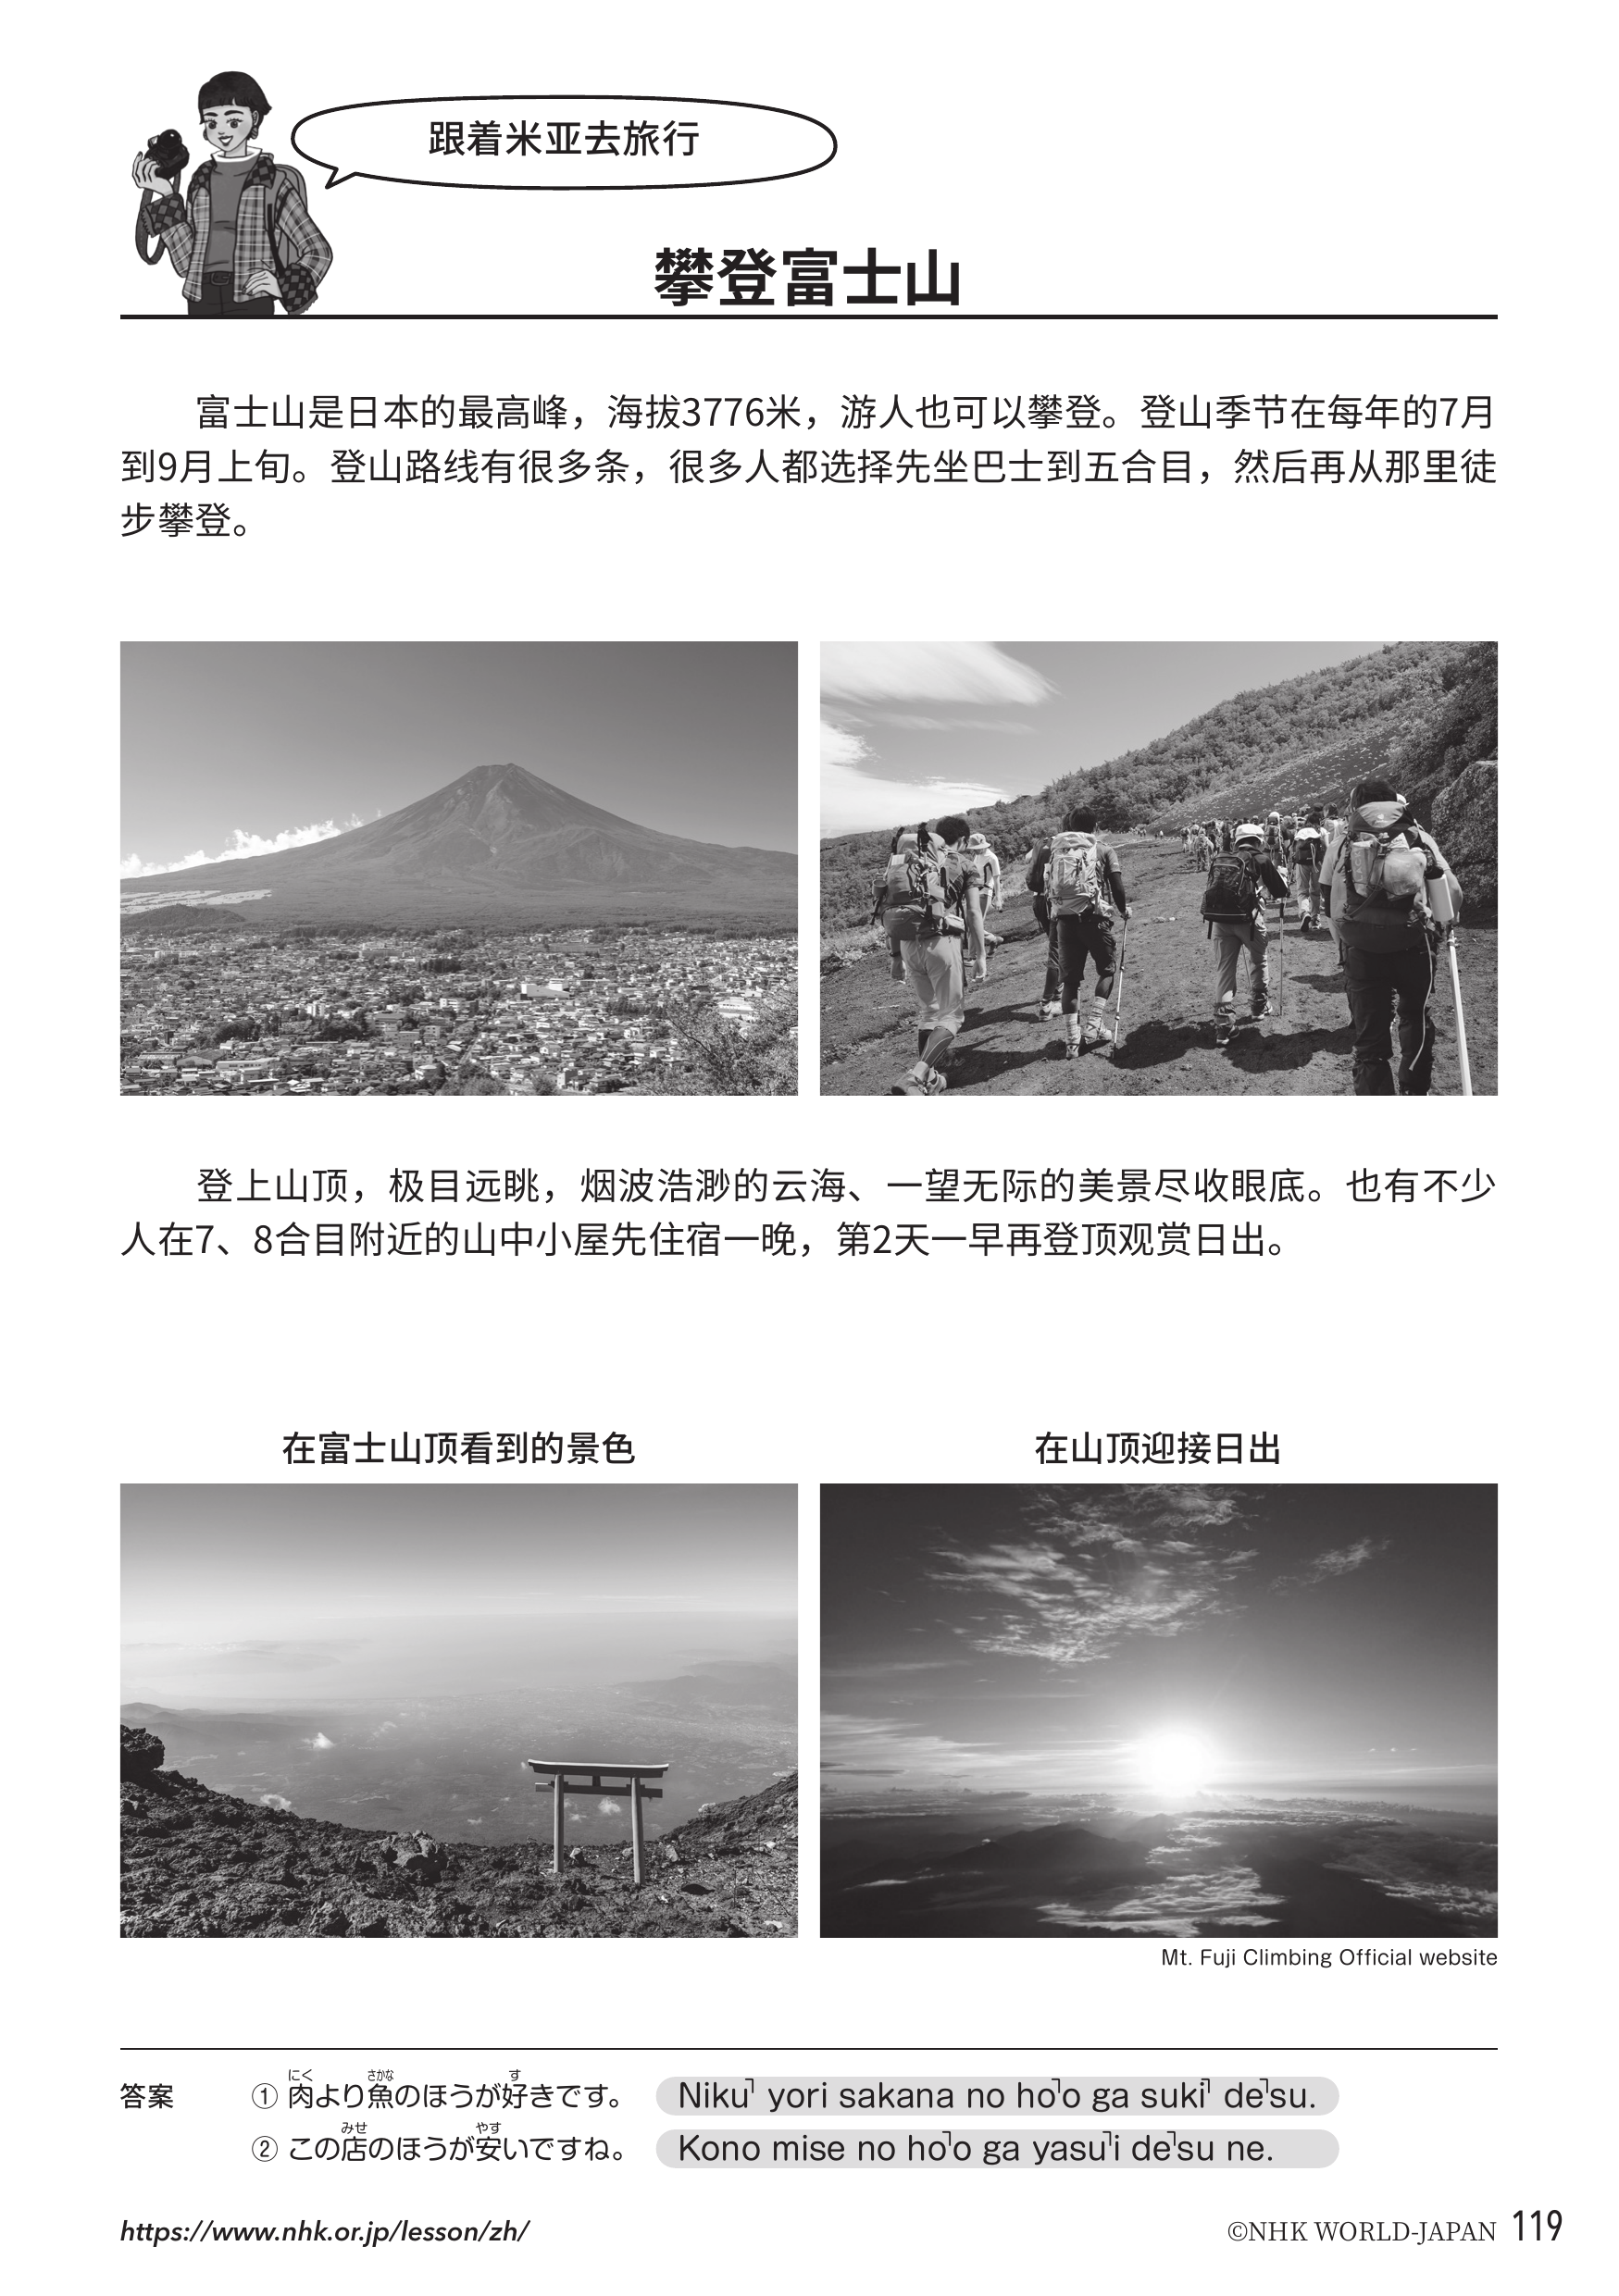 跟着米亚去旅行
攀登富士山
富士山是日本的最高峰，海拔3776米，游人也可以攀登。登山季节在每年的7月
到9月上旬。登山路线有很多条，很多人都选择先坐巴士到五合目，然后再从那里徒
步攀登。
登上山顶，极目远眺，烟波浩渺的云海、一望无际的美景尽收眼底。也有不少
人在7、8合目附近的山中小屋先住宿一晚，第2天一早再登顶观赏日出。
在富士山顶看到的景色
在山顶迎接日出
Mt. Fuji Climbing Official website
にく さかな す
答案 ① 肉より魚のほうが好きです。 Niku˺ yori sakana no ho˺o ga suki˺ de˺su.
みせ やす
② この店のほうが安いですね。 Kono mise no ho˺o ga yasu˺i de˺su ne.
https://www.nhk.or.jp/lesson/zh/ ©NHK WORLD-JAPAN 119